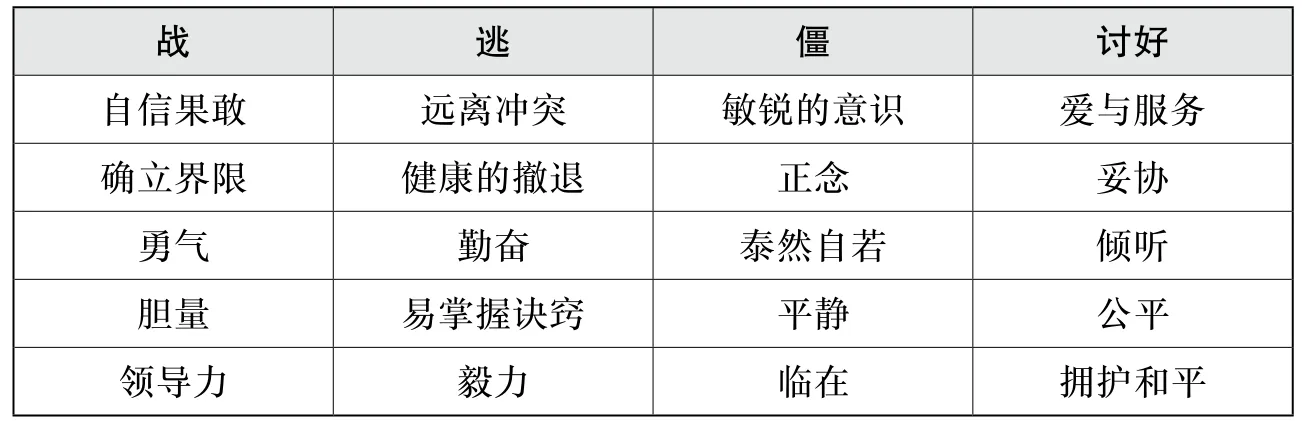 战 逃 僵 讨好
自信果敢 远离冲突 敏锐的意识 爱与服务
确立界限 健康的撤退 正念 妥协
勇气 勤奋 泰然自若 倾听
胆量 易掌握诀窍 平静 公平
领导力 毅力 临在 拥护和平